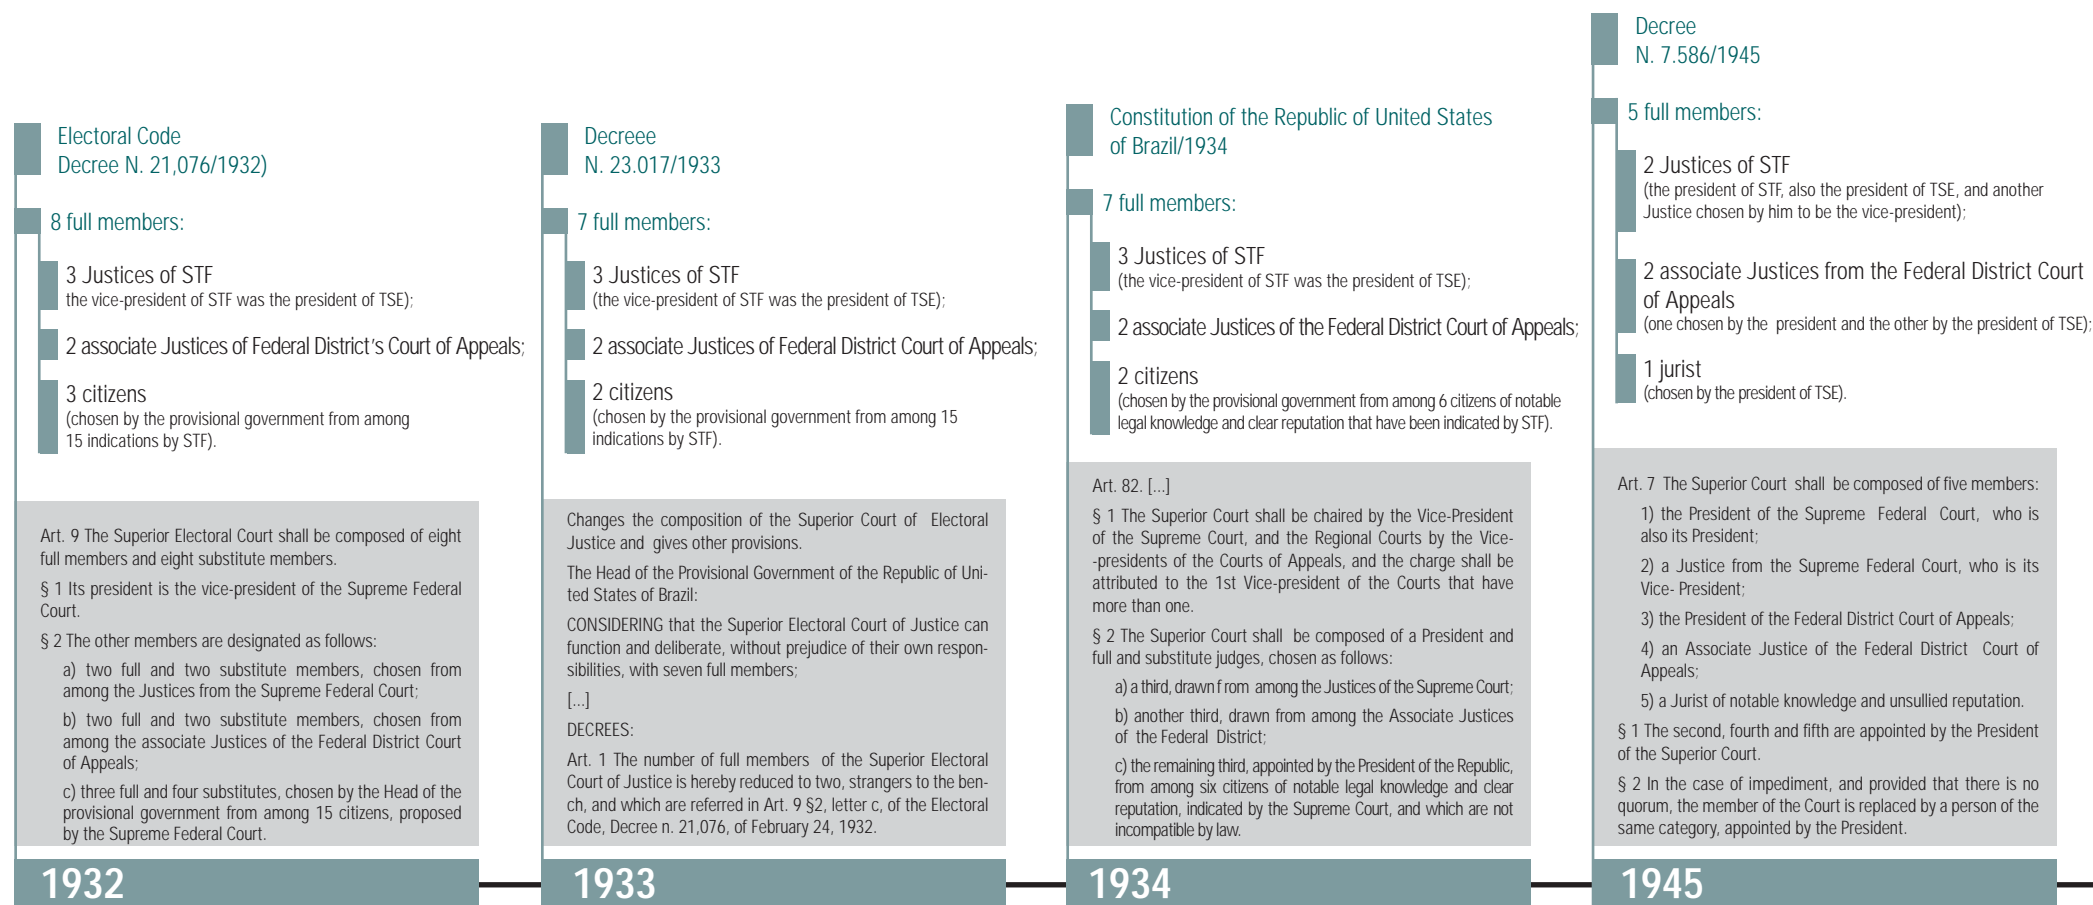 Electoral Code
Decree N. 21,076/1932)
8 full members:
3 Justices of STF
the vice-president of STF was the president of TSE);
2 associate Justices of Federal District's Court of Appeals;
3 citizens
(chosen by the provisional government from among
15 indications by STF).
Art. 9 The Superior Electoral Court shall be composed of eight
full members and eight substitute members.
§ 1 Its president is the vice-president of the Supreme Federal
Court.
§ 2 The other members are designated as follows:
a) two full and two substitute members, chosen from
among the Justices from the Supreme Federal Court;
b) two full and two substitute members, chosen from
among the associate Justices of the Federal District Court
of Appeals;
c) three full and four substitutes, chosen by the Head of the
provisional government from among 15 citizens, proposed
by the Supreme Federal Court.
1932
Decreee
N. 23.017/1933
7 full members:
3 Justices of STF
(the vice-president of STF was the president of TSE);
2 associate Justices of Federal District Court of Appeals;
2 citizens
(chosen by the provisional government from among 15
indications by STF).
Changes the composition of the Superior Court of Electoral
Justice and gives other provisions.
The Head of the Provisional Government of the Republic of Uni-
ted States of Brazil:
CONSIDERING that the Superior Electoral Court of Justice can
function and deliberate, without prejudice of their own respon-
sibilities, with seven full members;
[...]
DECREES:
Art. 1 The number of full members of the Superior Electoral
Court of Justice is hereby reduced to two, strangers to the ben-
ch, and which are referred in Art. 9 §2, letter c, of the Electoral
Code, Decree n. 21,076, of February 24, 1932.
1933
Constitution of the Republic of United States
of Brazil/1934
7 full members:
3 Justices of STF
(the vice-president of STF was the president of TSE);
2 associate Justices of the Federal District Court of Appeals;
2 citizens
(chosen by the provisional government from among 6 citizens of notable
legal knowledge and clear reputation that have been indicated by STF).
Art. 82. [...]
§ 1 The Superior Court shall be chaired by the Vice-President
of the Supreme Court, and the Regional Courts by the Vice-
-presidents of the Courts of Appeals, and the charge shall be
attributed to the 1st Vice-president of the Courts that have
more than one.
§ 2 The Superior Court shall be composed of a President and
full and substitute judges, chosen as follows:
a) a third, drawn f rom among the Justices of the Supreme Court;
b) another third, drawn from among the Associate Justices
of the Federal District;
c) the remaining third, appointed by the President of the Republic,
from among six citizens of notable legal knowledge and clear
reputation, indicated by the Supreme Court, and which are not
incompatible by law.
1934
Decree
N. 7.586/1945
5 full members:
2 Justices of STF
(the president of STF, also the president of TSE, and another
Justice chosen by him to be the vice-president);
2 associate Justices from the Federal District Court
of Appeals
(one chosen by the president and the other by the president of TSE);
1 jurist
(chosen by the president of TSE).
Art. 7 The Superior Court shall be composed of five members:
1) the President of the Supreme Federal Court, who is
also its President;
2) a Justice from the Supreme Federal Court, who is its
Vice- President;
3) the President of the Federal District Court of Appeals;
4) an Associate Justice of the Federal District Court of
Appeals;
5) a Jurist of notable knowledge and unsullied reputation.
§ 1 The second, fourth and fifth are appointed by the President
of the Superior Court.
§ 2 In the case of impediment, and provided that there is no
quorum, the member of the Court is replaced by a person of the
same category, appointed by the President.
1945